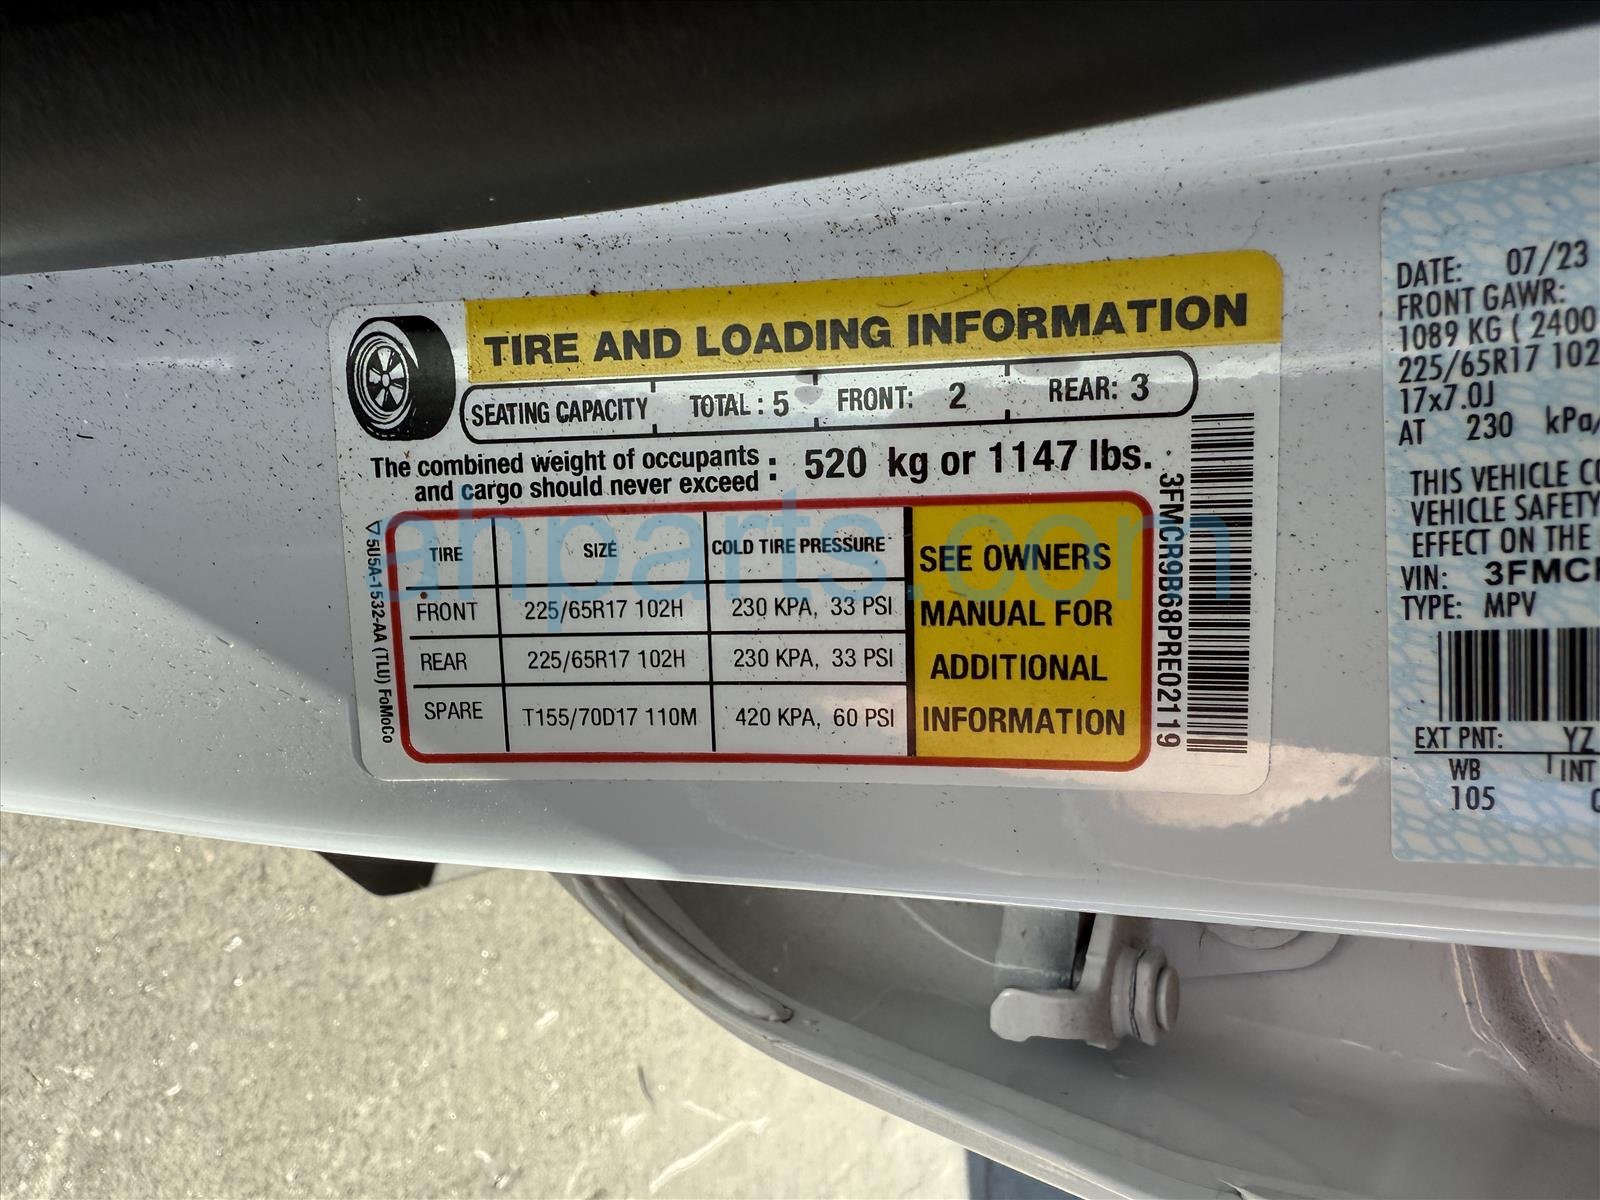 TIRE AND LOADING INFORMATION
SEATING CAPACITY TOTAL : 5 FRONT: 2 REAR: 3
The combined weight of occupants
and cargo should never exceed : 520 kg or 1147 lbs.
TIRE SIZE COLD TIRE PRESSURE
FRONT 225/65R17 102H 230 KPA, 33 PSI
REAR 225/65R17 102H 230 KPA, 33 PSI
SPARE T155/70D17 110M 420 KPA, 60 PSI
SEE OWNERS
MANUAL FOR
ADDITIONAL
INFORMATION
5U5A-1532-AA (TLU) FoMoCo
3FMCR9B68PRE02119
ahparts.com
DATE: 07/23
FRONT GAWR:
1089 KG ( 2400
225/65R17 102
17x7.0J
AT 230 kPa/
THIS VEHICLE CO
VEHICLE SAFETY
EFFECT ON THE
VIN: 3FMC
TYPE: MPV
EXT PNT: YZ
WB INT
105